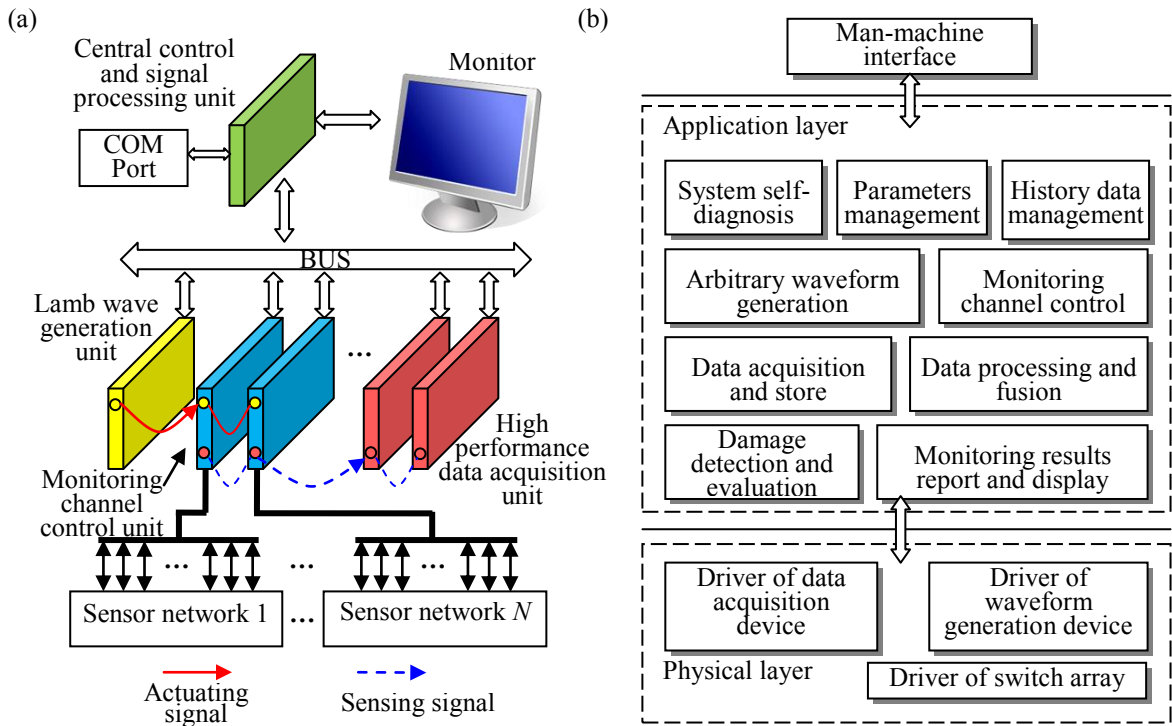 (a)
Central control
and signal
processing unit
Monitor
COM
Port
BUS
Lamb wave
generation
unit
...
High
performance
data acquisition
unit
Monitoring
channel
control unit
... ... ...
Sensor network 1
...
Sensor network N
Actuating
signal
Sensing signal
(b)
Man-machine
interface
Application layer
System self-
diagnosis
Parameters
management
History data
management
Arbitrary waveform
generation
Monitoring
channel control
Data acquisition
and store
Data processing and
fusion
Damage
detection and
evaluation
Monitoring results
report and display
Driver of data
acquisition
device
Driver of
waveform
generation device
Physical layer
Driver of switch array